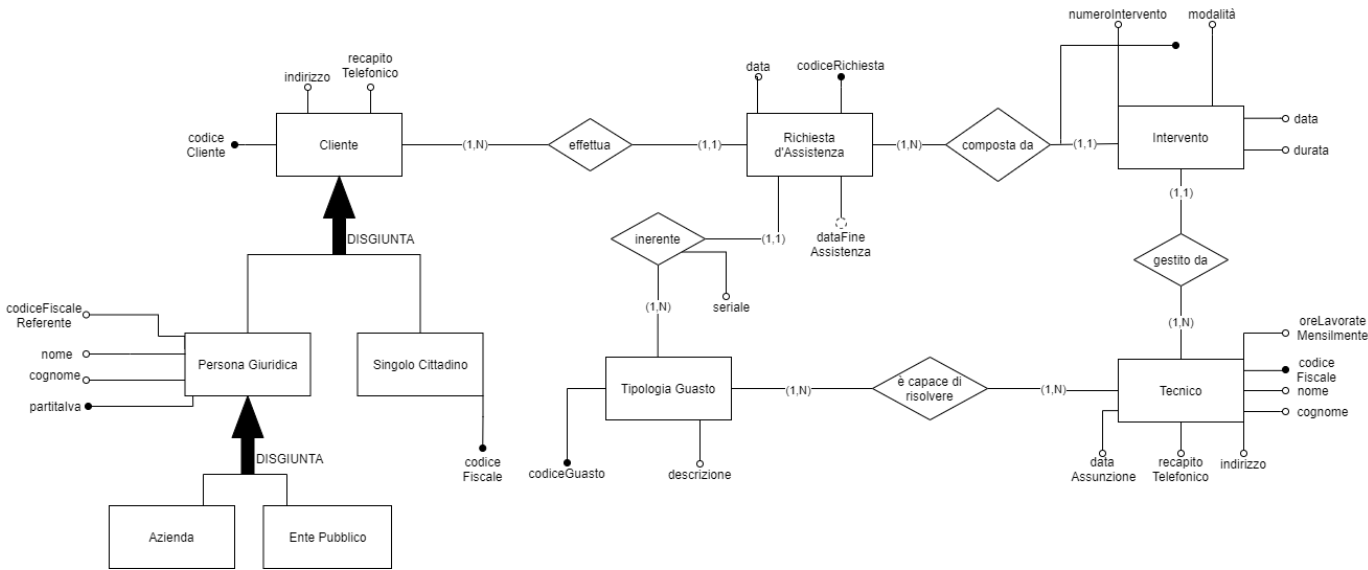 numeroIntervento
modalità
recapito
Telefonico
indirizzo
data
codiceRichiesta
codice
Cliente
Cliente
(1,N)
effettua
(1,1)
Richiesta
d'Assistenza
(1,N)
composta da
(1,1)
Intervento
data
durata
DISGIUNTA
inerente
(1,1)
dataFine
Assistenza
(1,1)
gestito da
seriale
(1,N)
(1,N)
codiceFiscale
Referente
nome
cognome
partitaIva
Persona Giuridica
Singolo Cittadino
Tipologia Guasto
(1,N)
è capace di
risolvere
(1,N)
Tecnico
oreLavorate
Mensilmente
codice
Fiscale
nome
cognome
DISGIUNTA
codice
Fiscale
codiceGuasto
descrizione
data
Assunzione
recapito
Telefonico
indirizzo
Azienda
Ente Pubblico